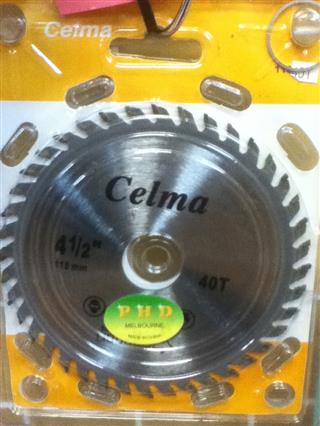 Celma
Celma
4 1/2"
115 mm
40T
PHD
MELBOURNE